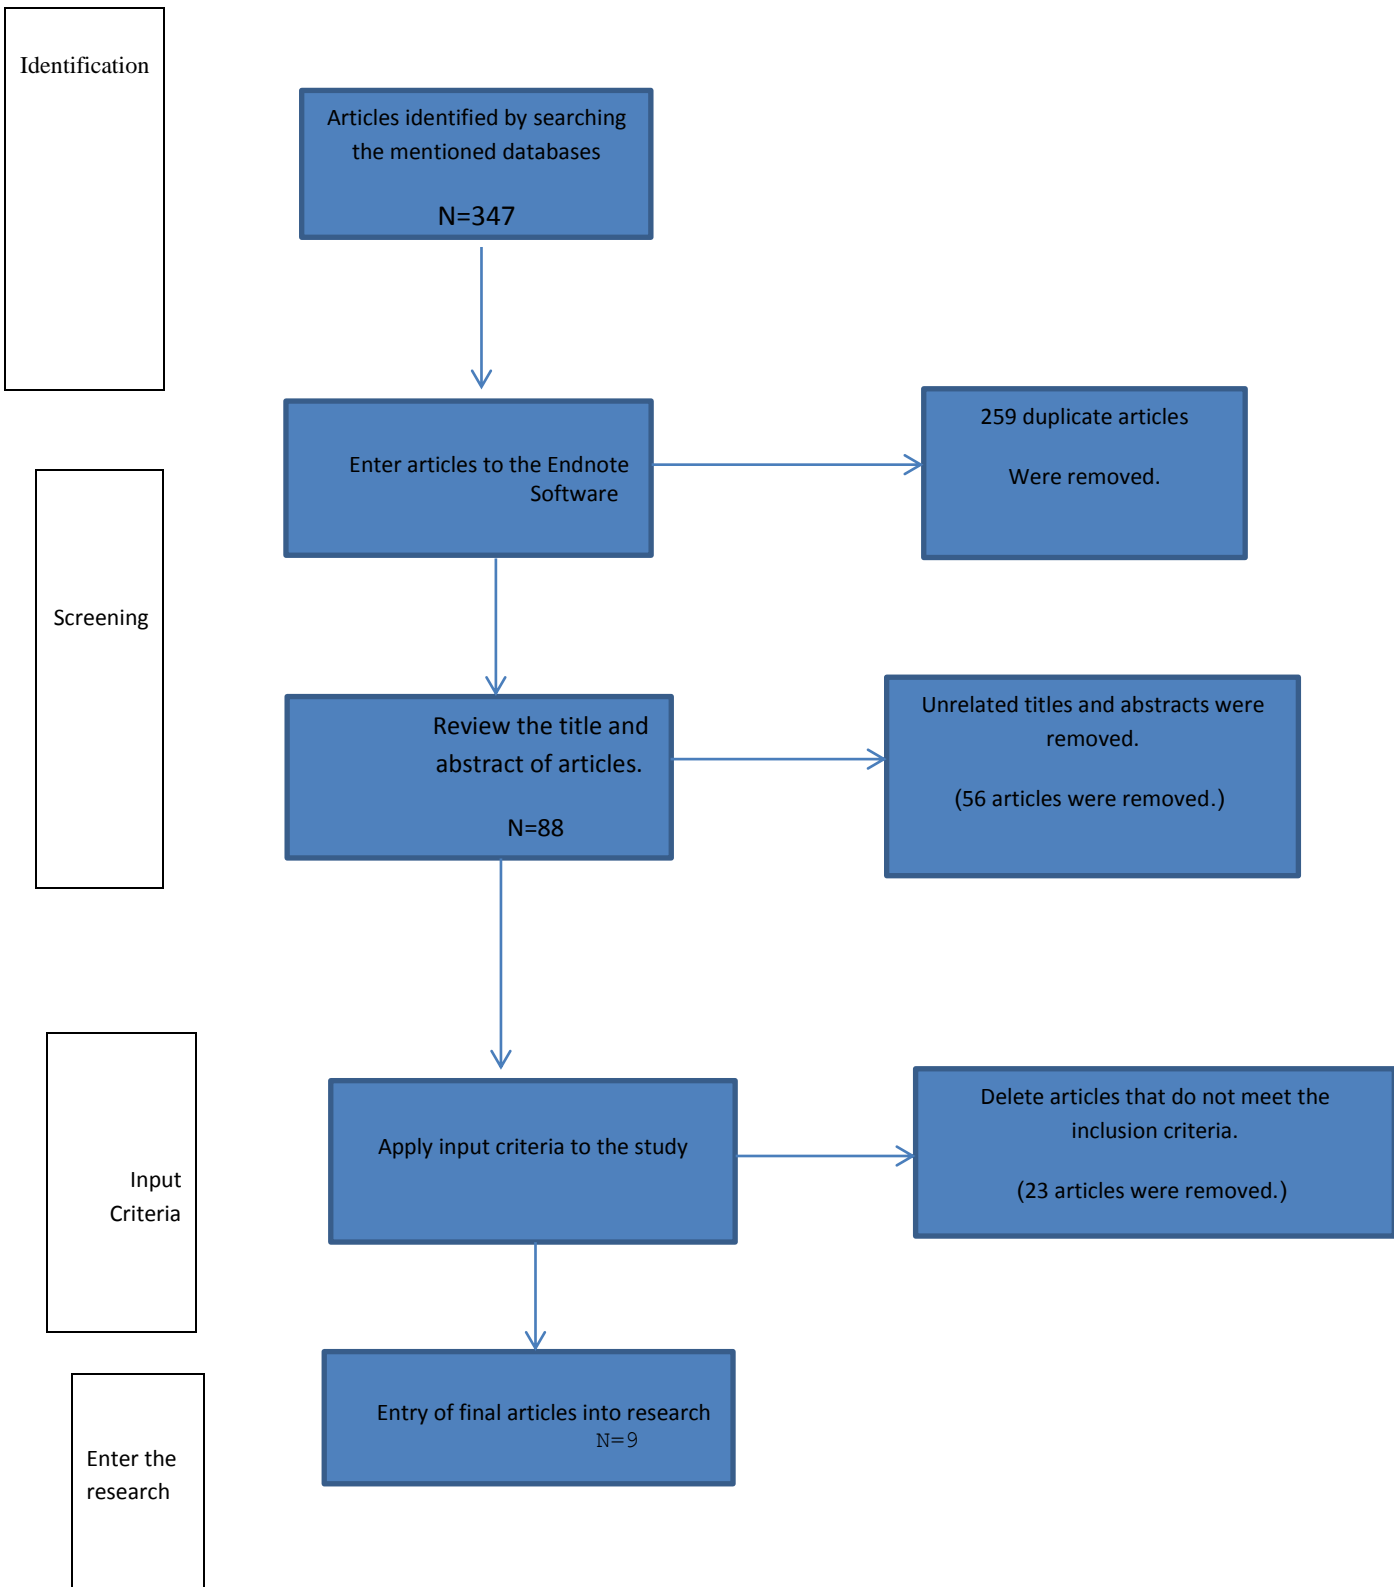 Identification
Articles identified by searching
the mentioned databases
N=347
Enter articles to the Endnote
Software
259 duplicate articles
Were removed.
Screening
Review the title and
abstract of articles.
N=88
Unrelated titles and abstracts were
removed.
(56 articles were removed.)
Input
Criteria
Apply input criteria to the study
Delete articles that do not meet the
inclusion criteria.
(23 articles were removed.)
Entry of final articles into research
N=9
Enter the
research